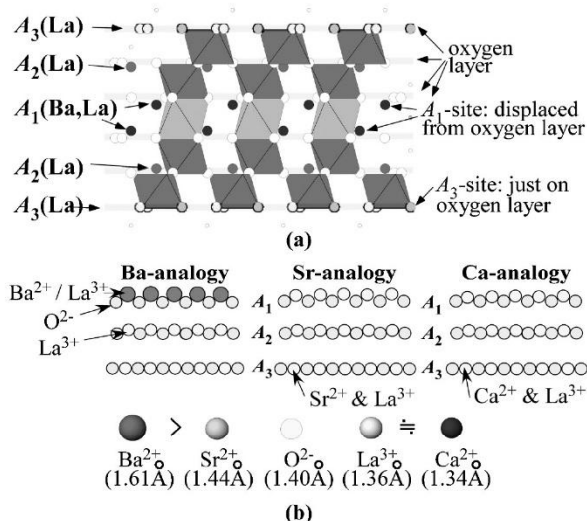 A3(La)
A2(La)
A1(Ba,La)
A2(La)
A3(La)
oxygen
layer
A1-site: displaced
from oxygen layer
A3-site: just on
oxygen layer
(a)
Ba-analogy Sr-analogy Ca-analogy
Ba2+ / La3+
O2-
La3+
A1 A1
A2 A2
A3 A3
Sr2+ & La3+ Ca2+ & La3+
> ≒
Ba2+ Sr2+ O2- La3+ Ca2+
(1.61Å) (1.44Å) (1.40Å) (1.36Å) (1.34Å)
(b)